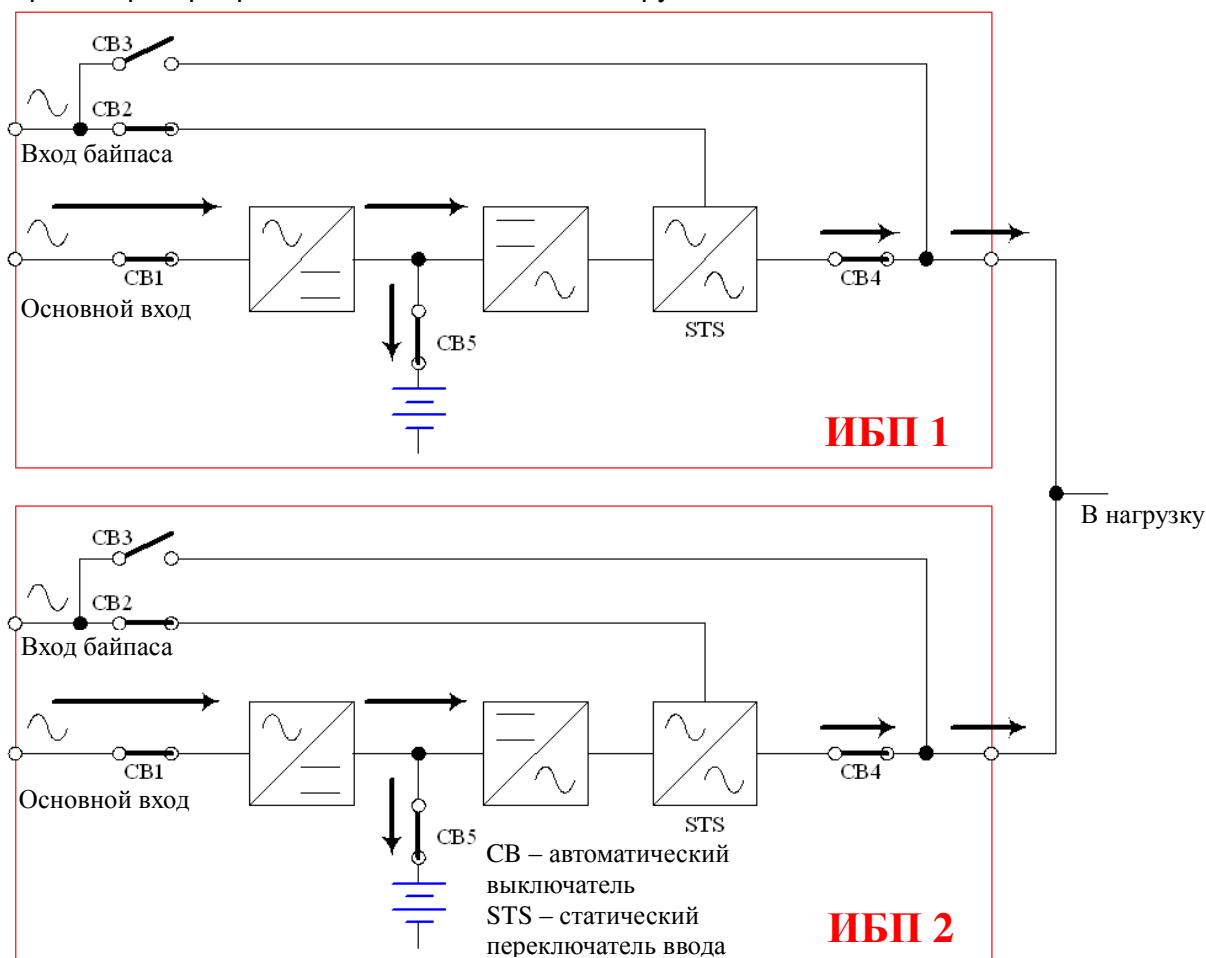 CB3
CB2
Вход байпаса
CB1
Основной вход
CB5
STS
CB4
ИБП 1
В нагрузку
CB3
CB2
Вход байпаса
CB1
Основной вход
CB5
STS
CB4
СВ – автоматический
выключатель
STS – статический
переключатель ввода
ИБП 2